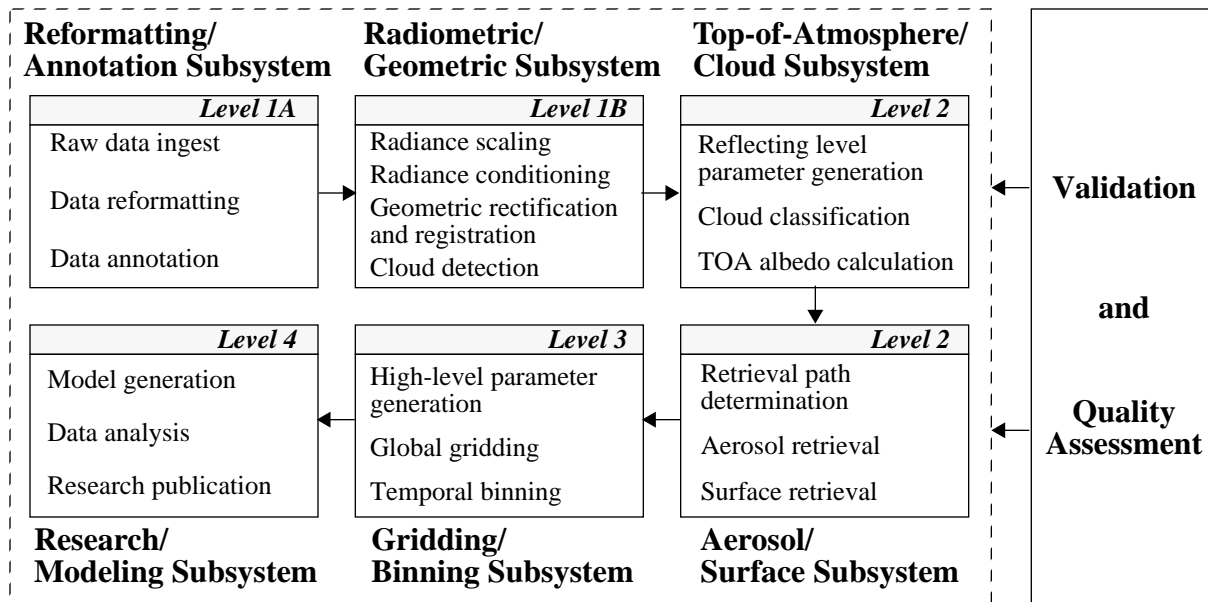 Reformatting/
Annotation Subsystem
Level 1A
Raw data ingest
Data reformatting
Data annotation
Radiometric/
Geometric Subsystem
Level 1B
Radiance scaling
Radiance conditioning
Geometric rectification
and registration
Cloud detection
Top-of-Atmosphere/
Cloud Subsystem
Level 2
Reflecting level
parameter generation
Cloud classification
TOA albedo calculation
Level 2
Retrieval path
determination
Aerosol retrieval
Surface retrieval
Aerosol/
Surface Subsystem
Level 3
High-level parameter
generation
Global gridding
Temporal binning
Gridding/
Binning Subsystem
Level 4
Model generation
Data analysis
Research publication
Research/
Modeling Subsystem
Validation
and
Quality
Assessment